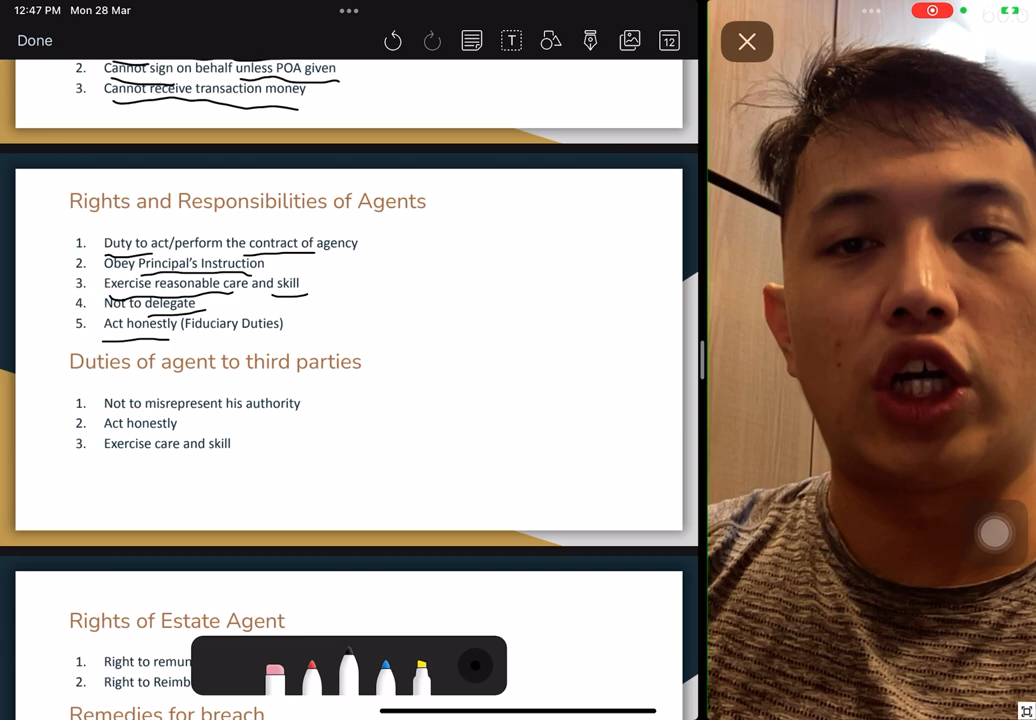 12:47 PM Mon 28 Mar
Done
12
2. Cannot sign on behalf unless POA given
3. Cannot receive transaction money
Rights and Responsibilities of Agents
1. Duty to act/perform the contract of agency
2. Obey Principal's Instruction
3. Exercise reasonable care and skill
4. Not to delegate
5. Act honestly (Fiduciary Duties)
Duties of agent to third parties
1. Not to misrepresent his authority
2. Act honestly
3. Exercise care and skill
Rights of Estate Agent
1. Right to remun
2. Right to Reimb
Remedies for breach